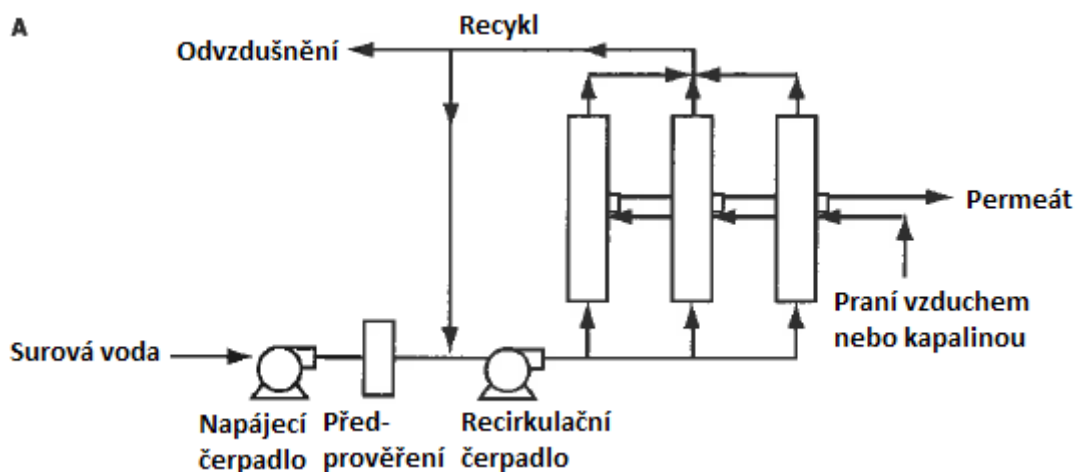 A
Recykl
Odvzdušnění
Permeát
Praní vzduchem
nebo kapalinou
Surová voda
Napájecí
čerpadlo
Před-
prověření
Recirkulační
čerpadlo